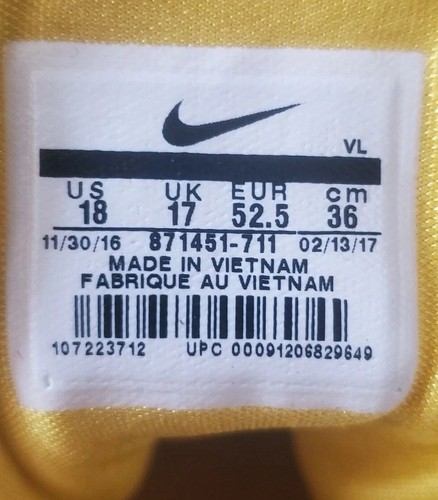 VL
US UK EUR cm
18 17 52.5 36
11/30/16 871451-711 02/13/17
MADE IN VIETNAM
FABRIQUE AU VIETNAM
107223712 UPC 00091206829649